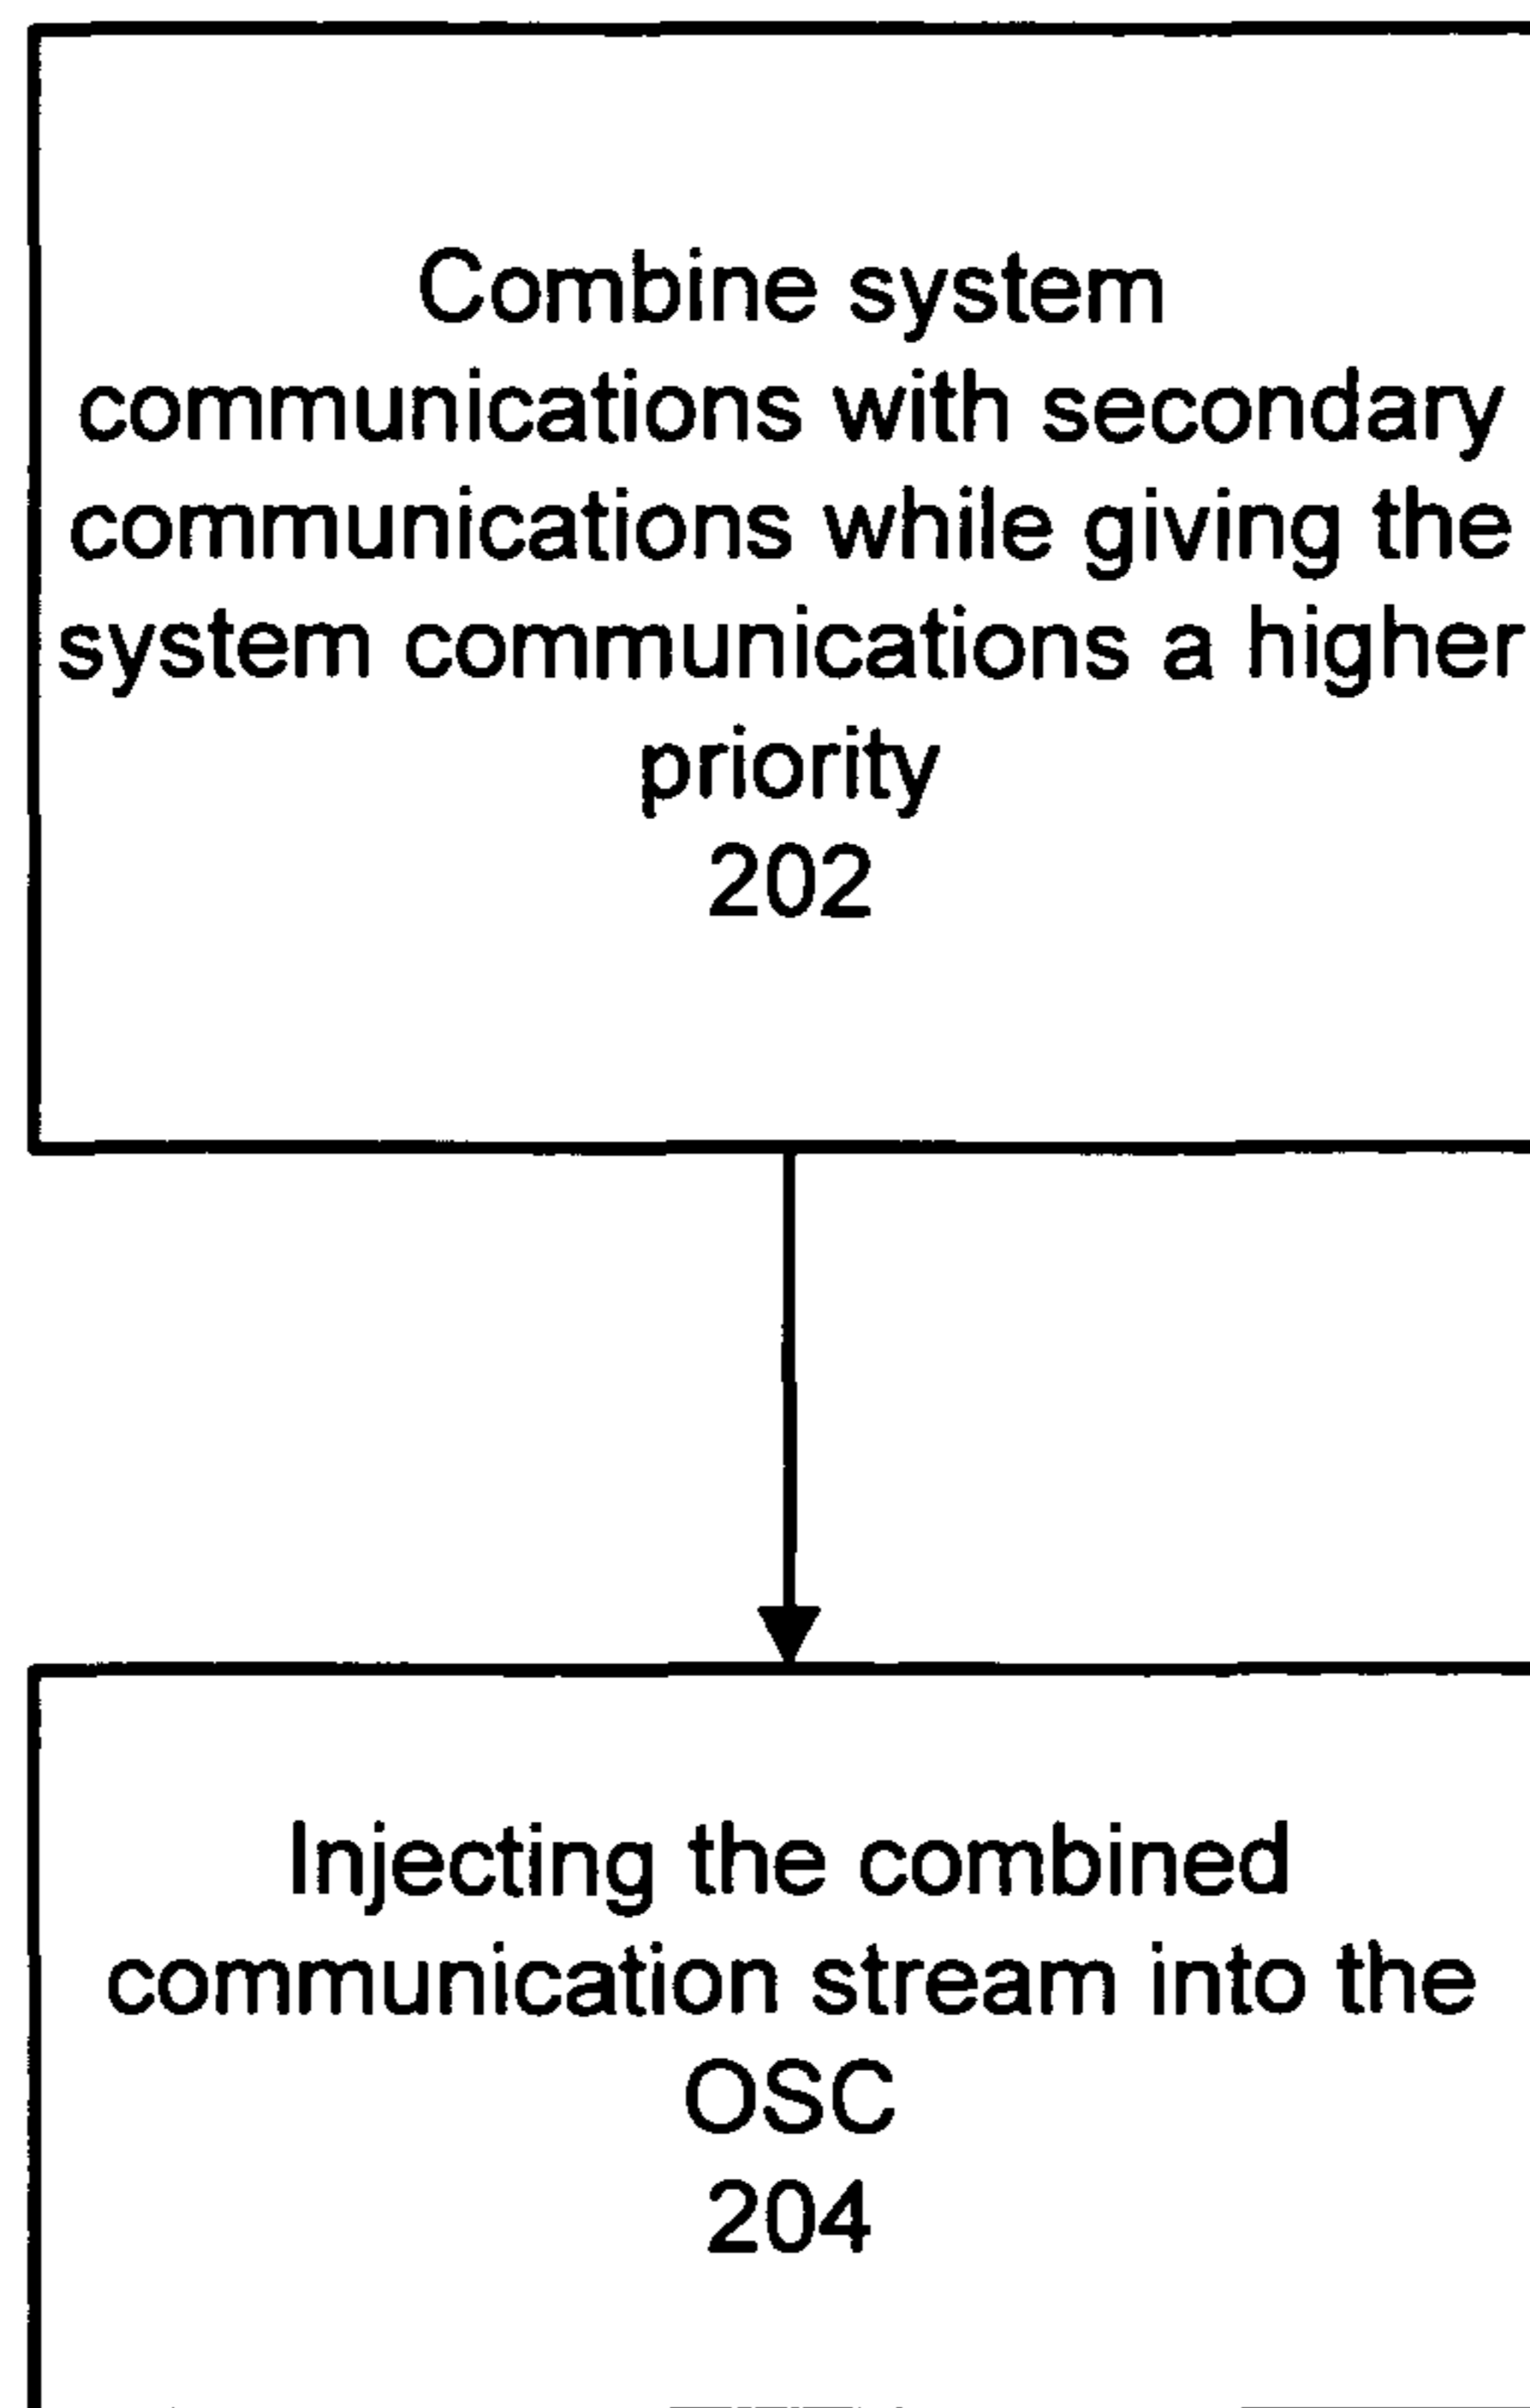 Combine system
communications with secondary
communications while giving the
system communications a higher
priority
202
Injecting the combined
communication stream into the
OSC
204